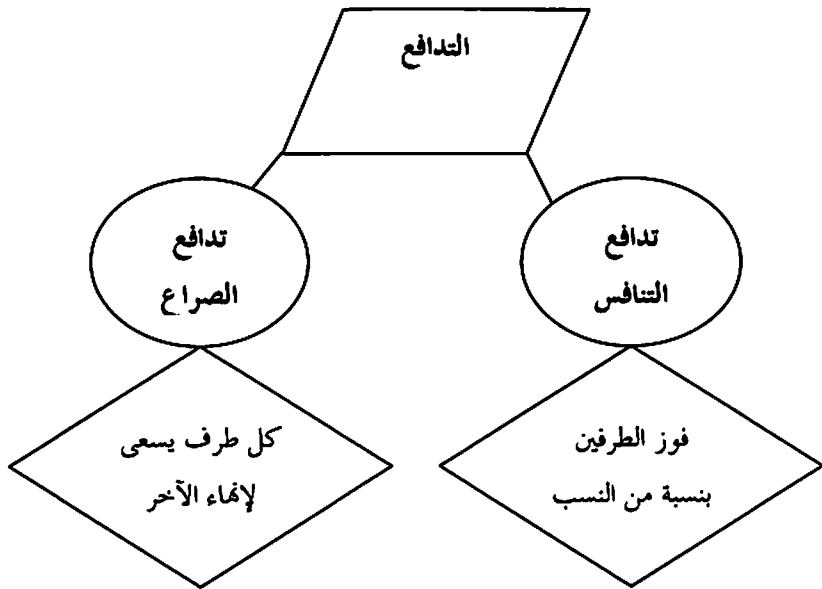 التدافع
تدافع
التنافس
تدافع
الصراع
فوز الطرفين
بنسبة من النسب
كل طرف يسعى
لإنهاء الآخر